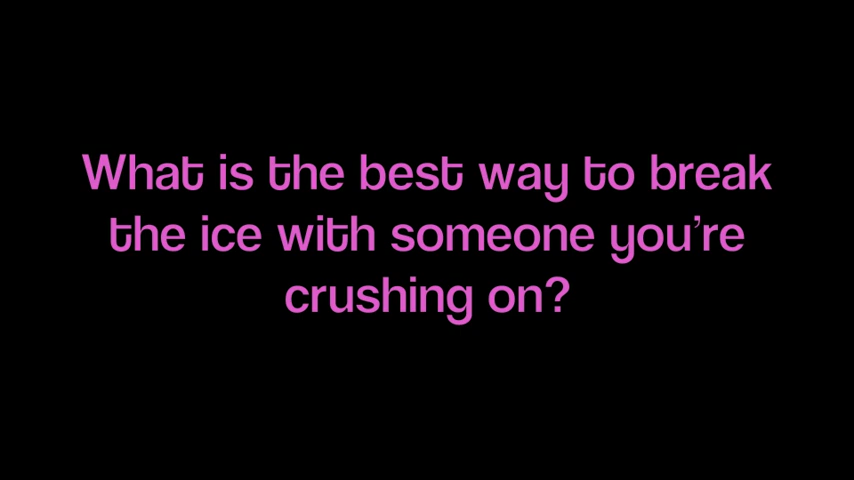 What is the best way to break
the ice with someone you’re
crushing on?